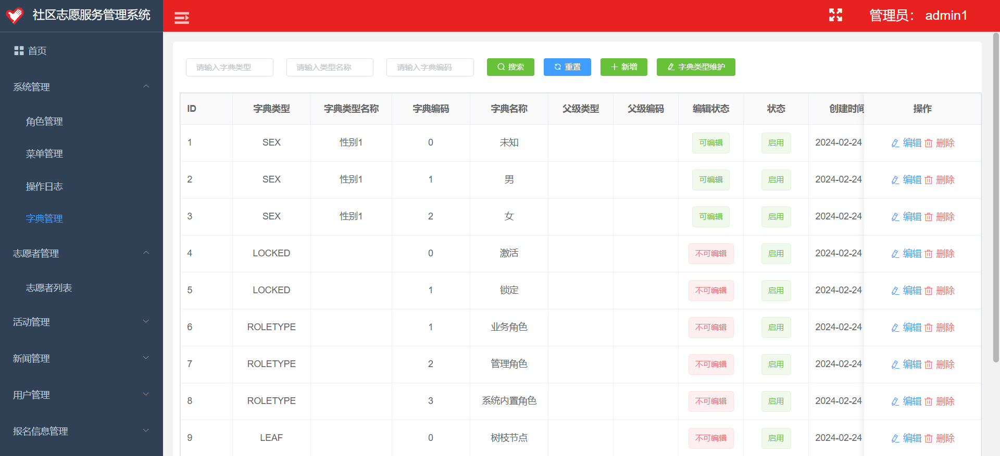 社区志愿服务管理系统
管理员： admin1
首页
系统管理
角色管理
菜单管理
操作日志
字典管理
志愿者管理
志愿者列表
活动管理
新闻管理
用户管理
报名信息管理
请输入字典类型 请输入类型名称 请输入字典编码 搜索 重置 新增 字典类型维护
ID 字典类型 字典类型名称 字典编码 字典名称 父级类型 父级编码 编辑状态 状态 创建时间 操作
1 SEX 性别1 0 未知 可编辑 启用 2024-02-24 编辑 删除
2 SEX 性别1 1 男 可编辑 启用 2024-02-24 编辑 删除
3 SEX 性别1 2 女 可编辑 启用 2024-02-24 编辑 删除
4 LOCKED 0 激活 不可编辑 启用 2024-02-24 编辑 删除
5 LOCKED 1 锁定 不可编辑 启用 2024-02-24 编辑 删除
6 ROLETYPE 1 业务角色 不可编辑 启用 2024-02-24 编辑 删除
7 ROLETYPE 2 管理角色 不可编辑 启用 2024-02-24 编辑 删除
8 ROLETYPE 3 系统内置角色 不可编辑 启用 2024-02-24 编辑 删除
9 LEAF 0 树枝节点 不可编辑 启用 2024-02-24 编辑 删除